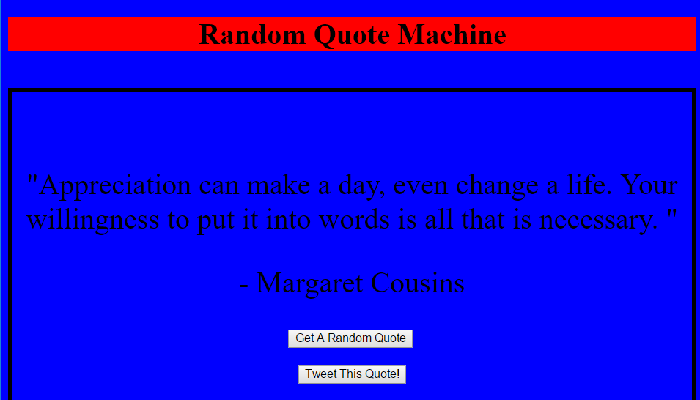 Random Quote Machine
"Appreciation can make a day, even change a life. Your
willingness to put it into words is all that is necessary. "
- Margaret Cousins
Get A Random Quote
Tweet This Quote!